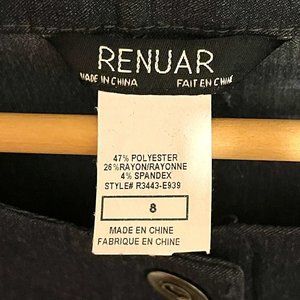 RENUAR
MADE IN CHINA FAIT EN CHINE
47% POLYESTER
26%RAYON/RAYONNE
4% SPANDEX
STYLE# R3443-E939
8
MADE EN CHINE
FABRIQUE EN CHINE